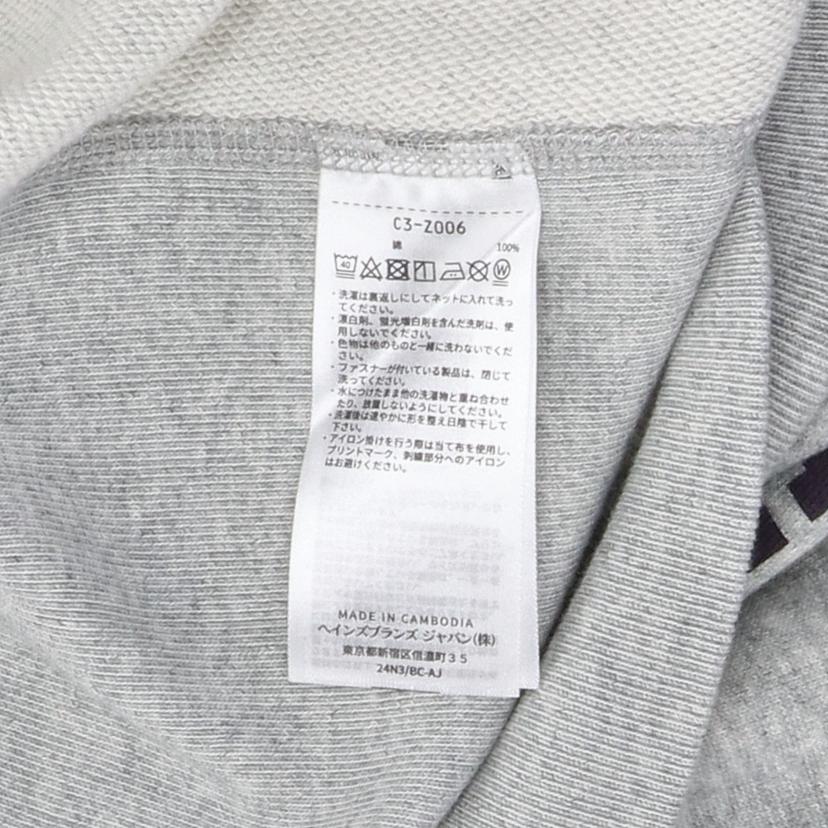 C3-Z006
綿 100%
40 W
・洗濯は裏返しにしてネットに入れて洗っ
てください。
・漂白剤、蛍光増白剤を含んだ洗剤は、使
用しないでください。
・色物は他のものと一緒に洗わないでくだ
さい。
・ファスナーが付いている製品は、閉じて
洗ってください。
・水につけたまま他の洗濯物と重ね合わせ
たり、放置しないようにしてください。
・洗濯後は速やかに形を整え日陰で干して
下さい。
・アイロン掛けを行う際は当て布を使用し、
プリントマーク、刺繍部分へのアイロン
はお避けください。
MADE IN CAMBODIA
ヘインズブランズ ジャパン(株)
東京都新宿区信濃町35
24N3/BC-AJ